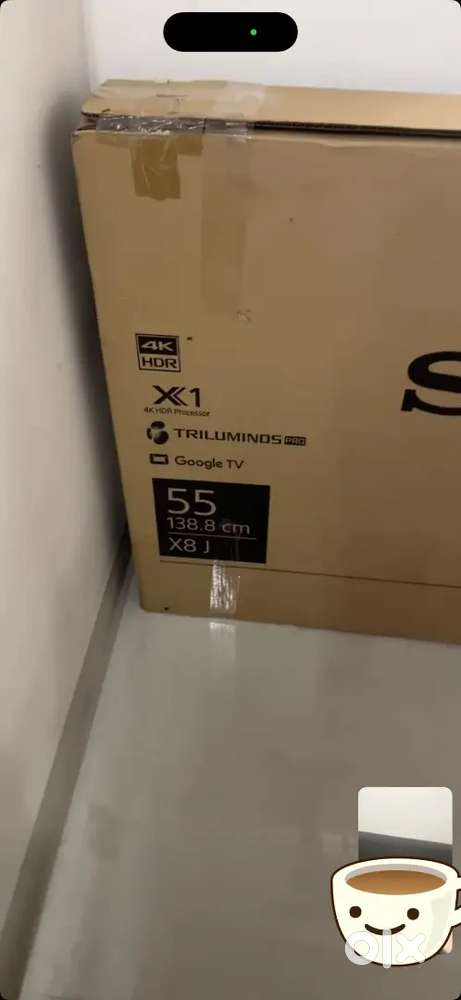 4K
HDR
X1
4K HDR Processor
TRILUMINOS PRO
Google TV
55
138.8 cm
X8 J
S
olx